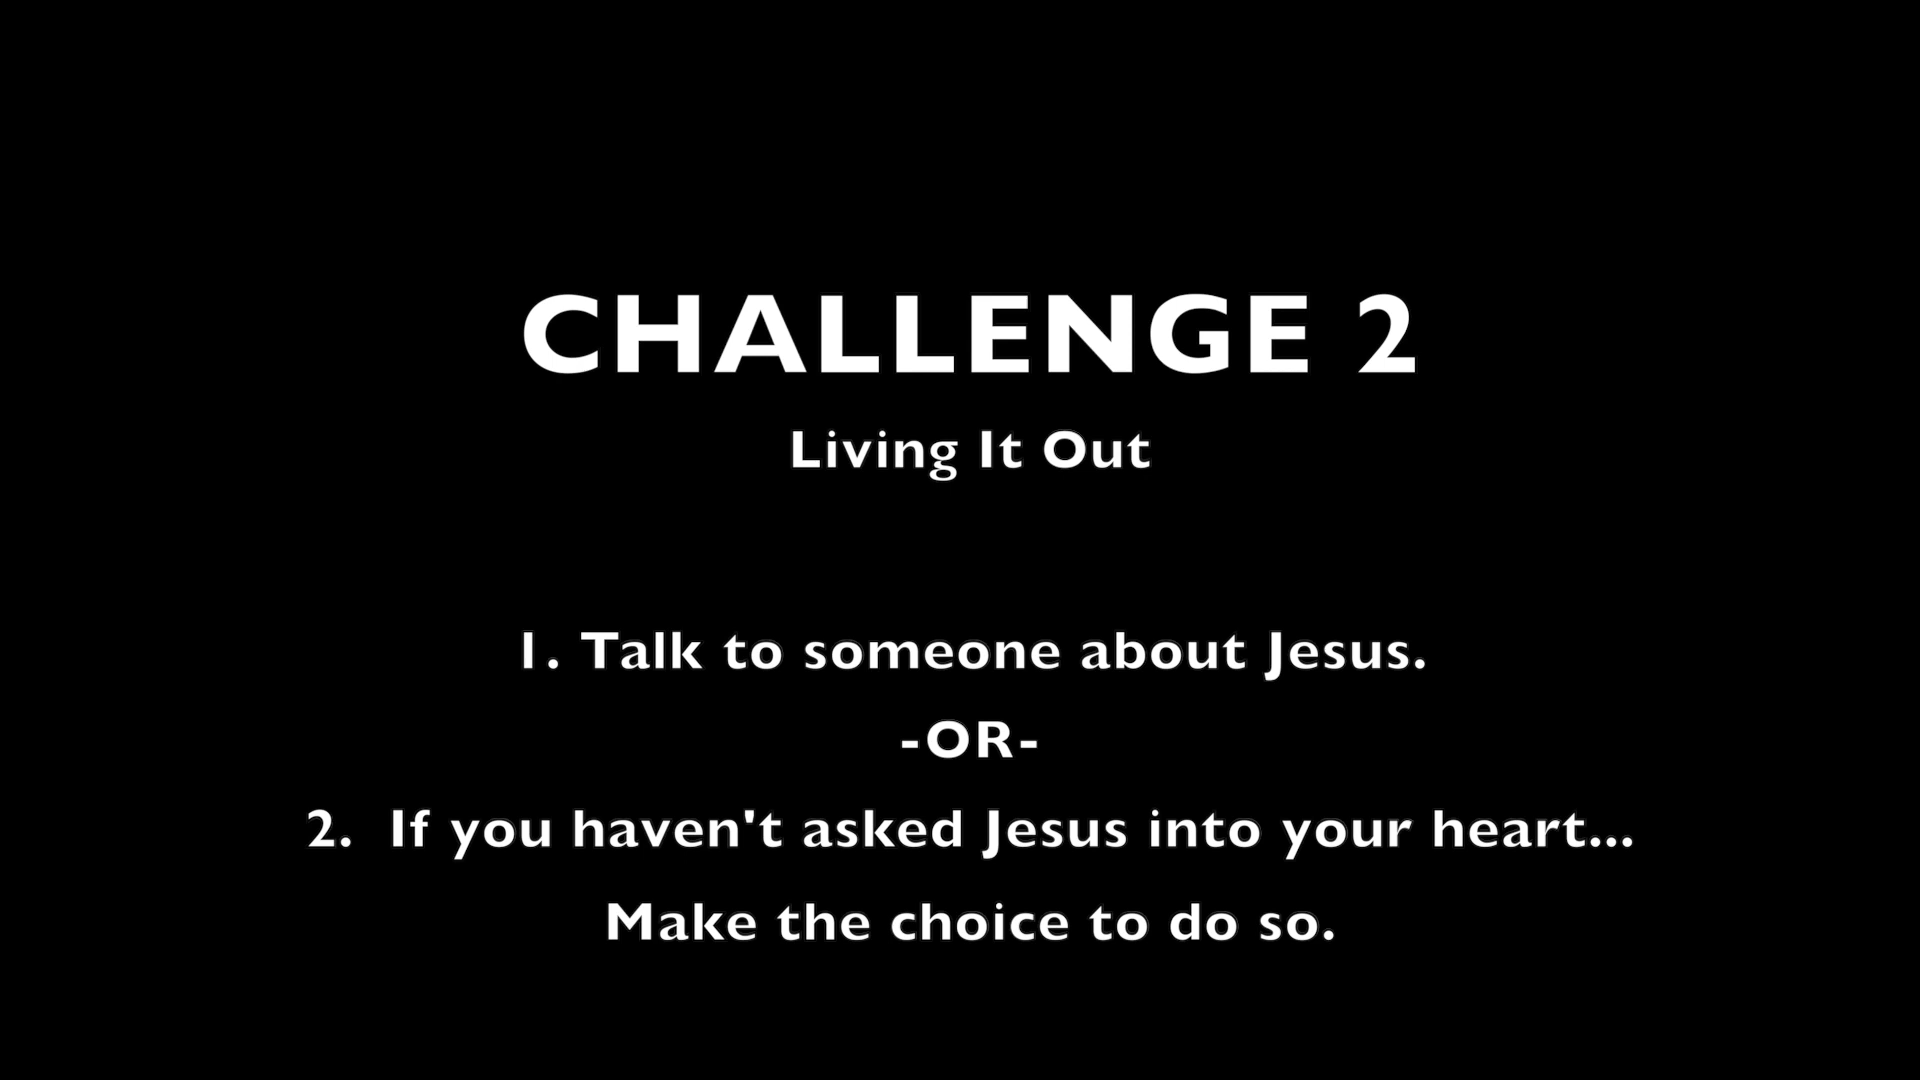 CHALLENGE 2
Living It Out
1. Talk to someone about Jesus.
-OR-
2.  If you haven't asked Jesus into your heart...
Make the choice to do so.